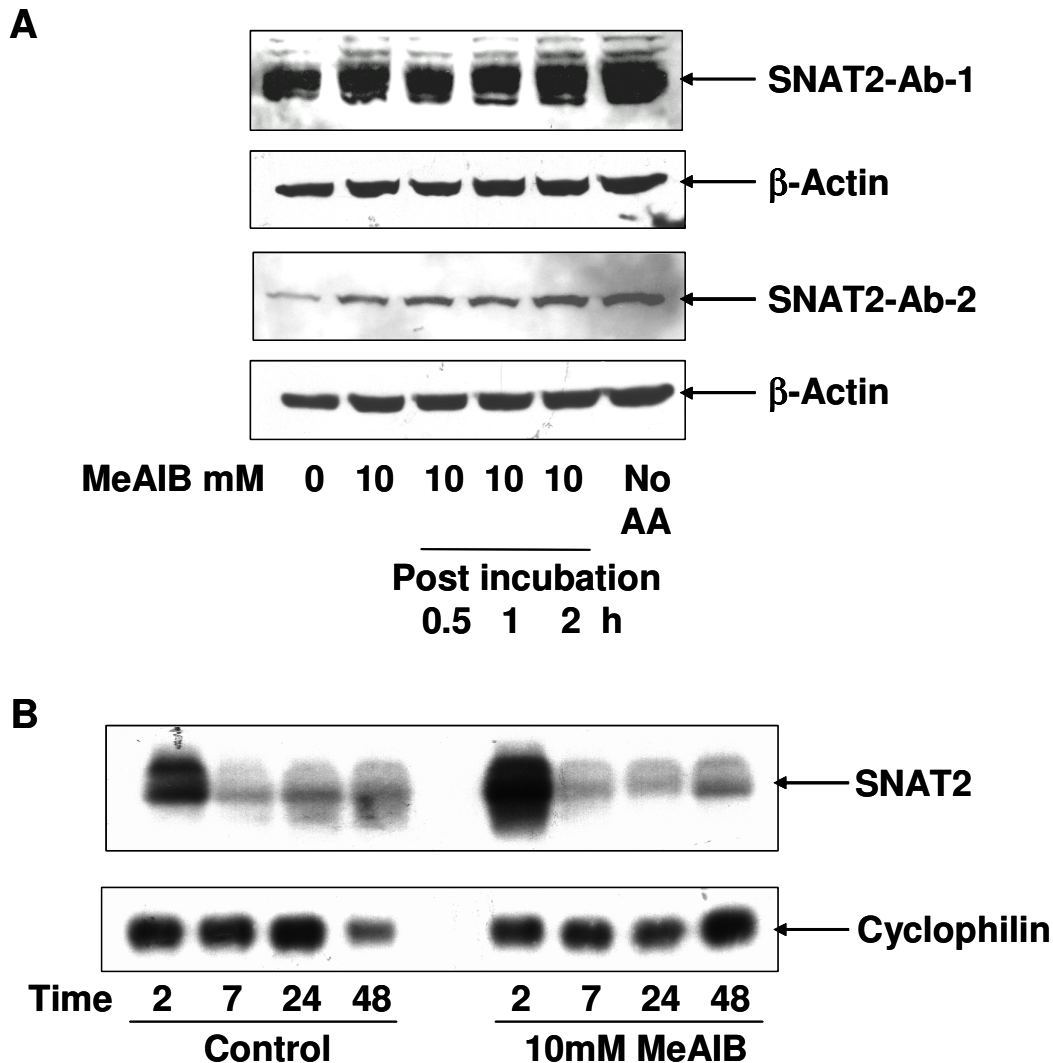 A
SNAT2-Ab-1
β-Actin
SNAT2-Ab-2
β-Actin
MeAIB mM 0 10 10 10 10 No
AA
Post incubation
0.5 1 2 h
B
SNAT2
Cyclophilin
Time 2 7 24 48 2 7 24 48
Control 10mM MeAIB